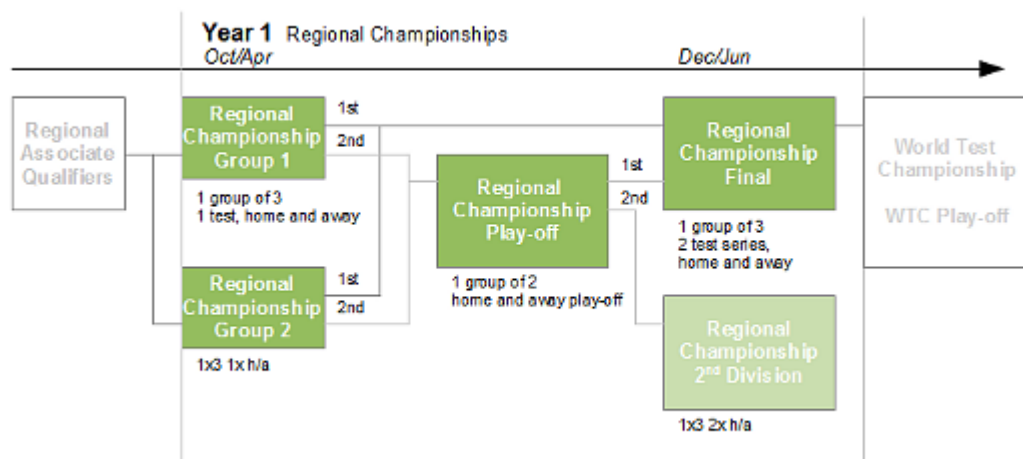 Year 1 Regional Championships
Oct/Apr
Dec/Jun
Regional
Associate
Qualifiers
Regional
Championship
Group 1
1st
2nd
1 group of 3
1 test, home and away
Regional
Championship
Group 2
1st
2nd
1x3 1x h/a
Regional
Championship
Play-off
1st
2nd
1 group of 2
home and away play-off
Regional
Championship
Final
1 group of 3
2 test series,
home and away
Regional
Championship
2nd Division
1x3 2x h/a
World Test
Championship
WTC Play-off